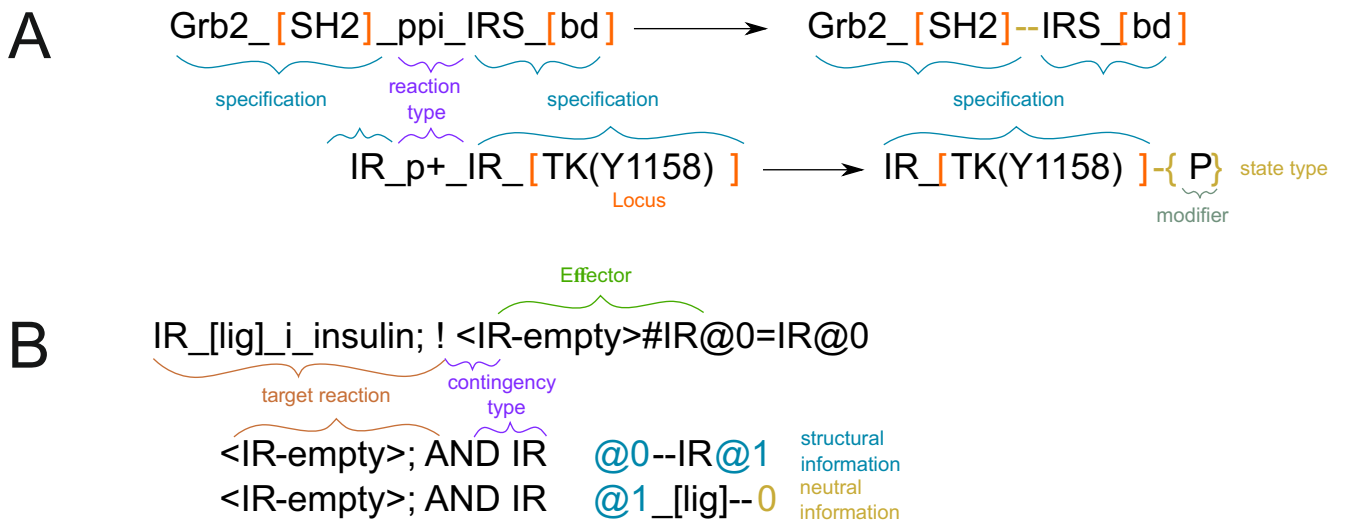 A
Grb2_[SH2]_ppi_IRS_[bd] Grb2_[SH2]--IRS_[bd]
specification reaction type specification specification
specification
IR_p+_IR_[TK(Y1158) ] IR_[TK(Y1158) ]-{ P} state type
Locus modifier
Effector
B
IR_[lig]_i_insulin; ! <IR-empty>#IR@0=IR@0
target reaction contingency type
<IR-empty>; AND IR @0--IR@1 structural information
<IR-empty>; AND IR @1_[lig]--0 neutral information